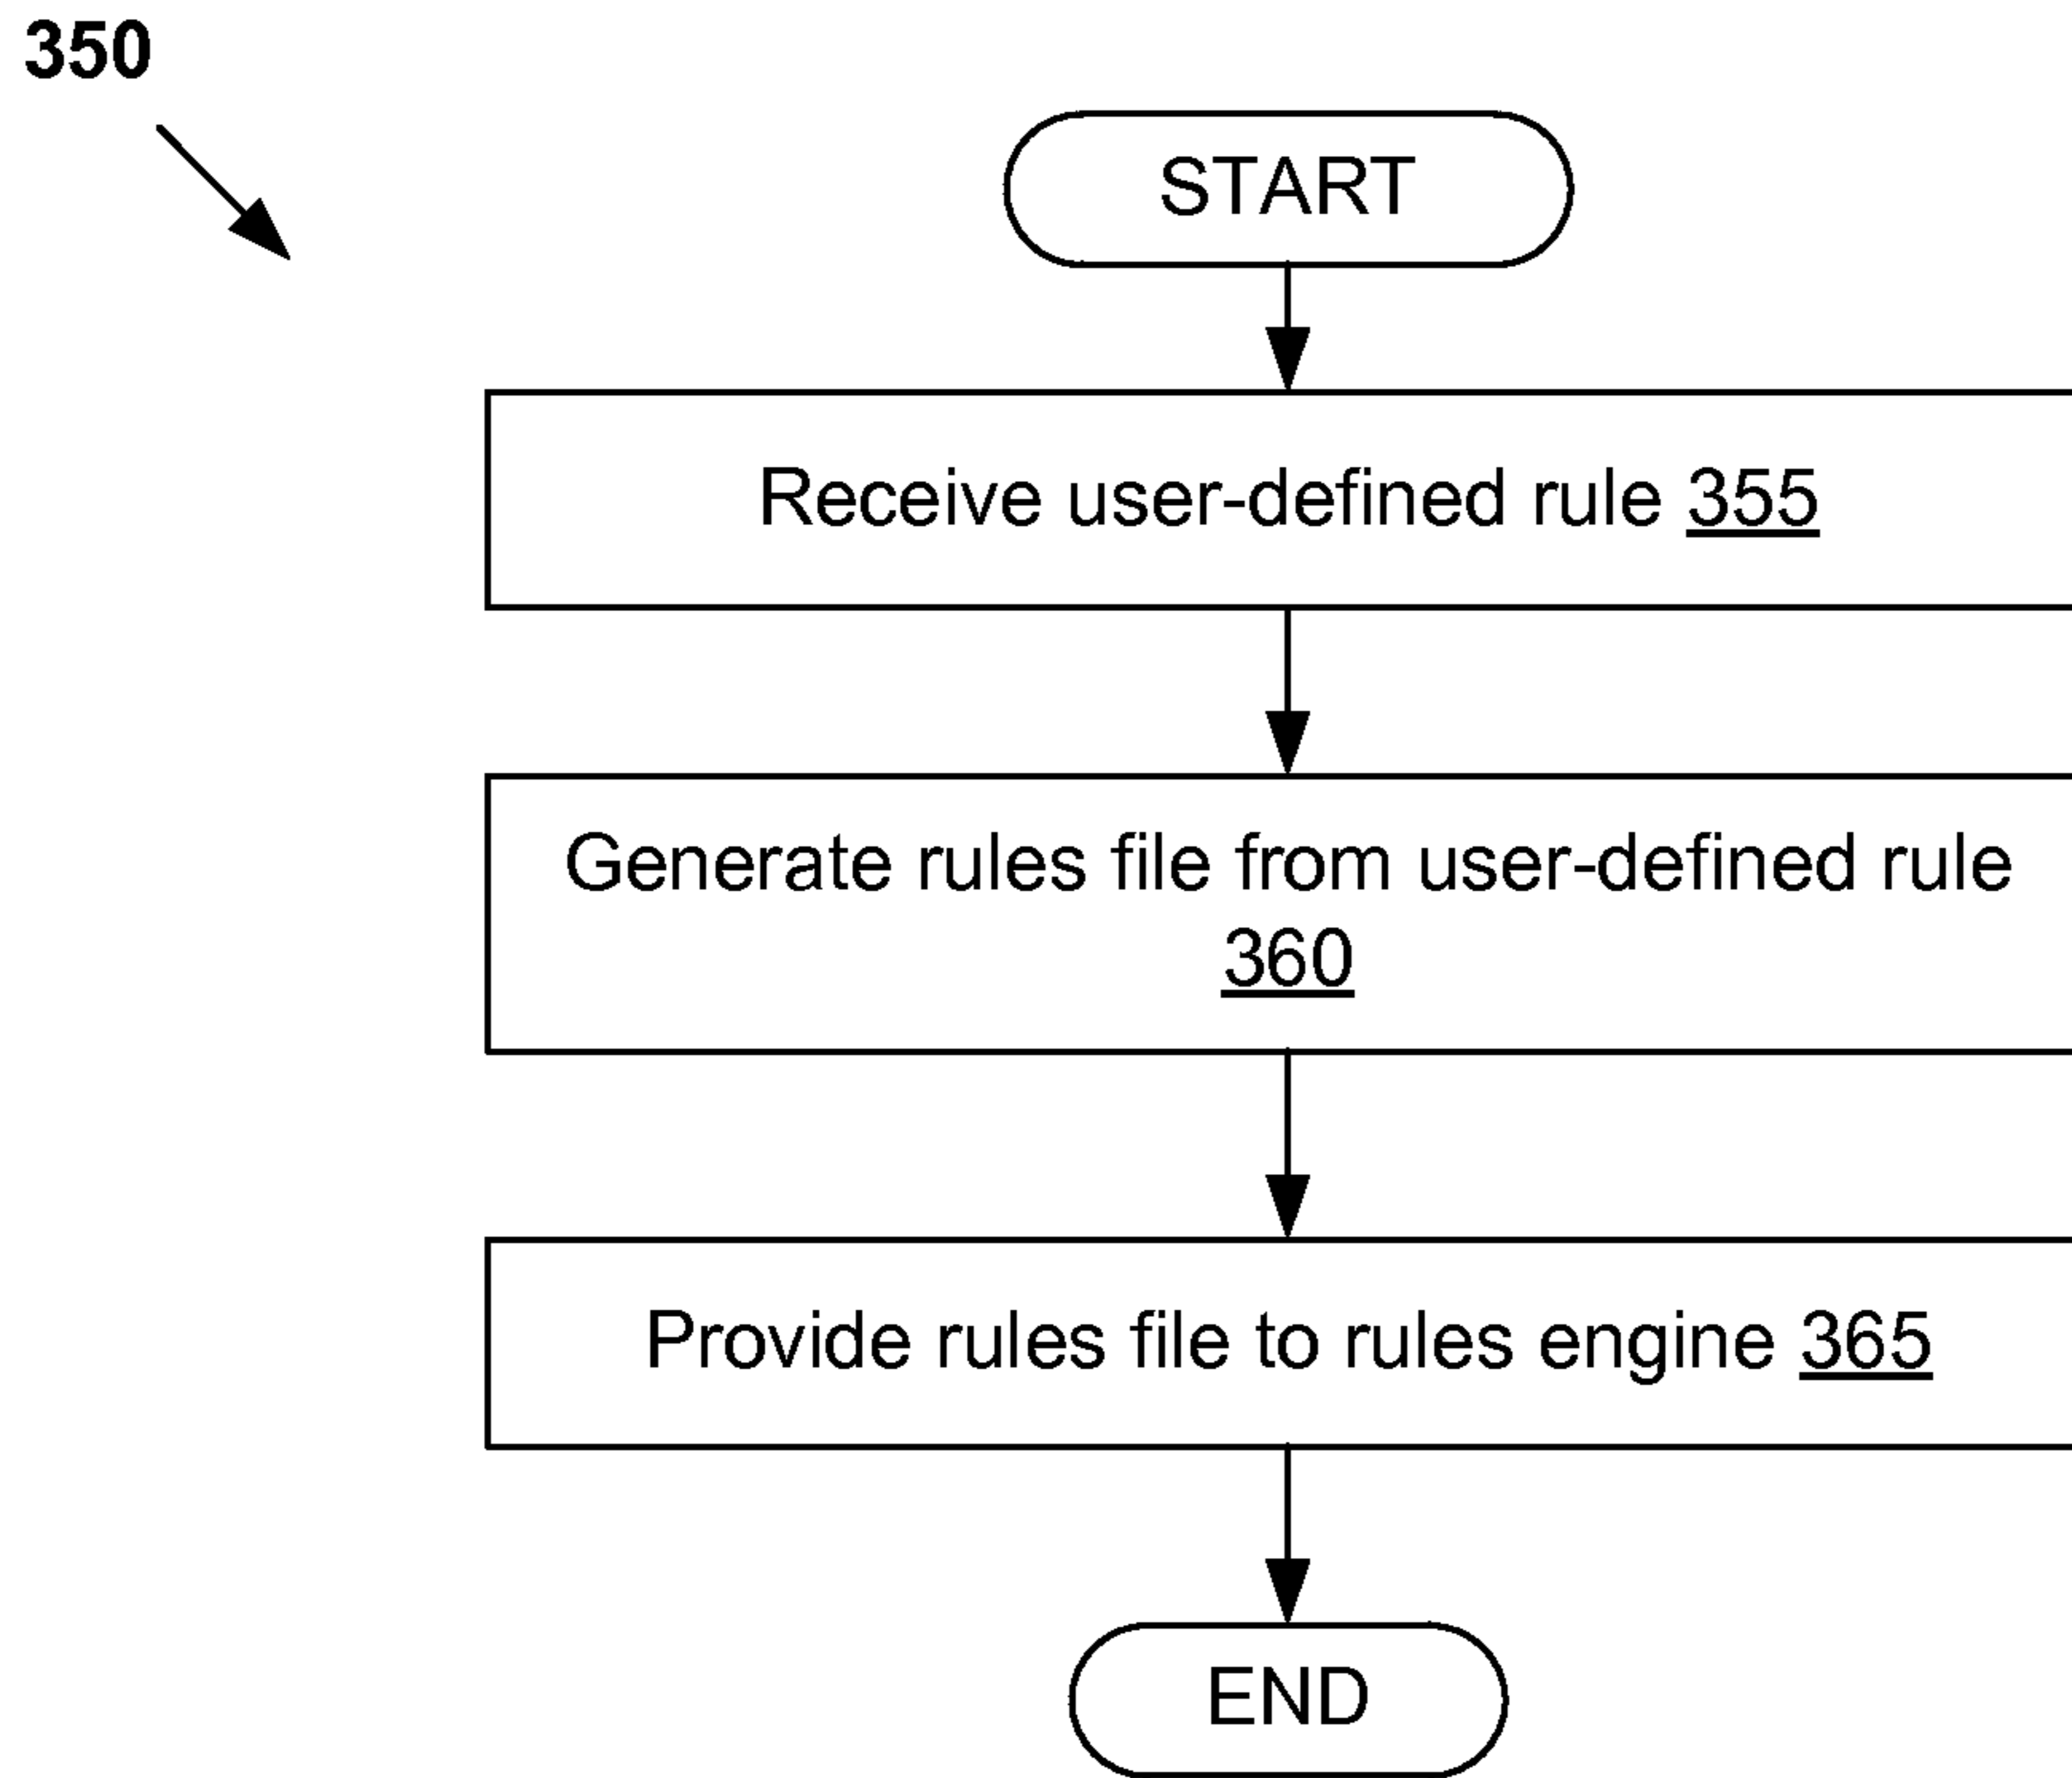 350
START
Receive user-defined rule 355
Generate rules file from user-defined rule
360
Provide rules file to rules engine 365
END